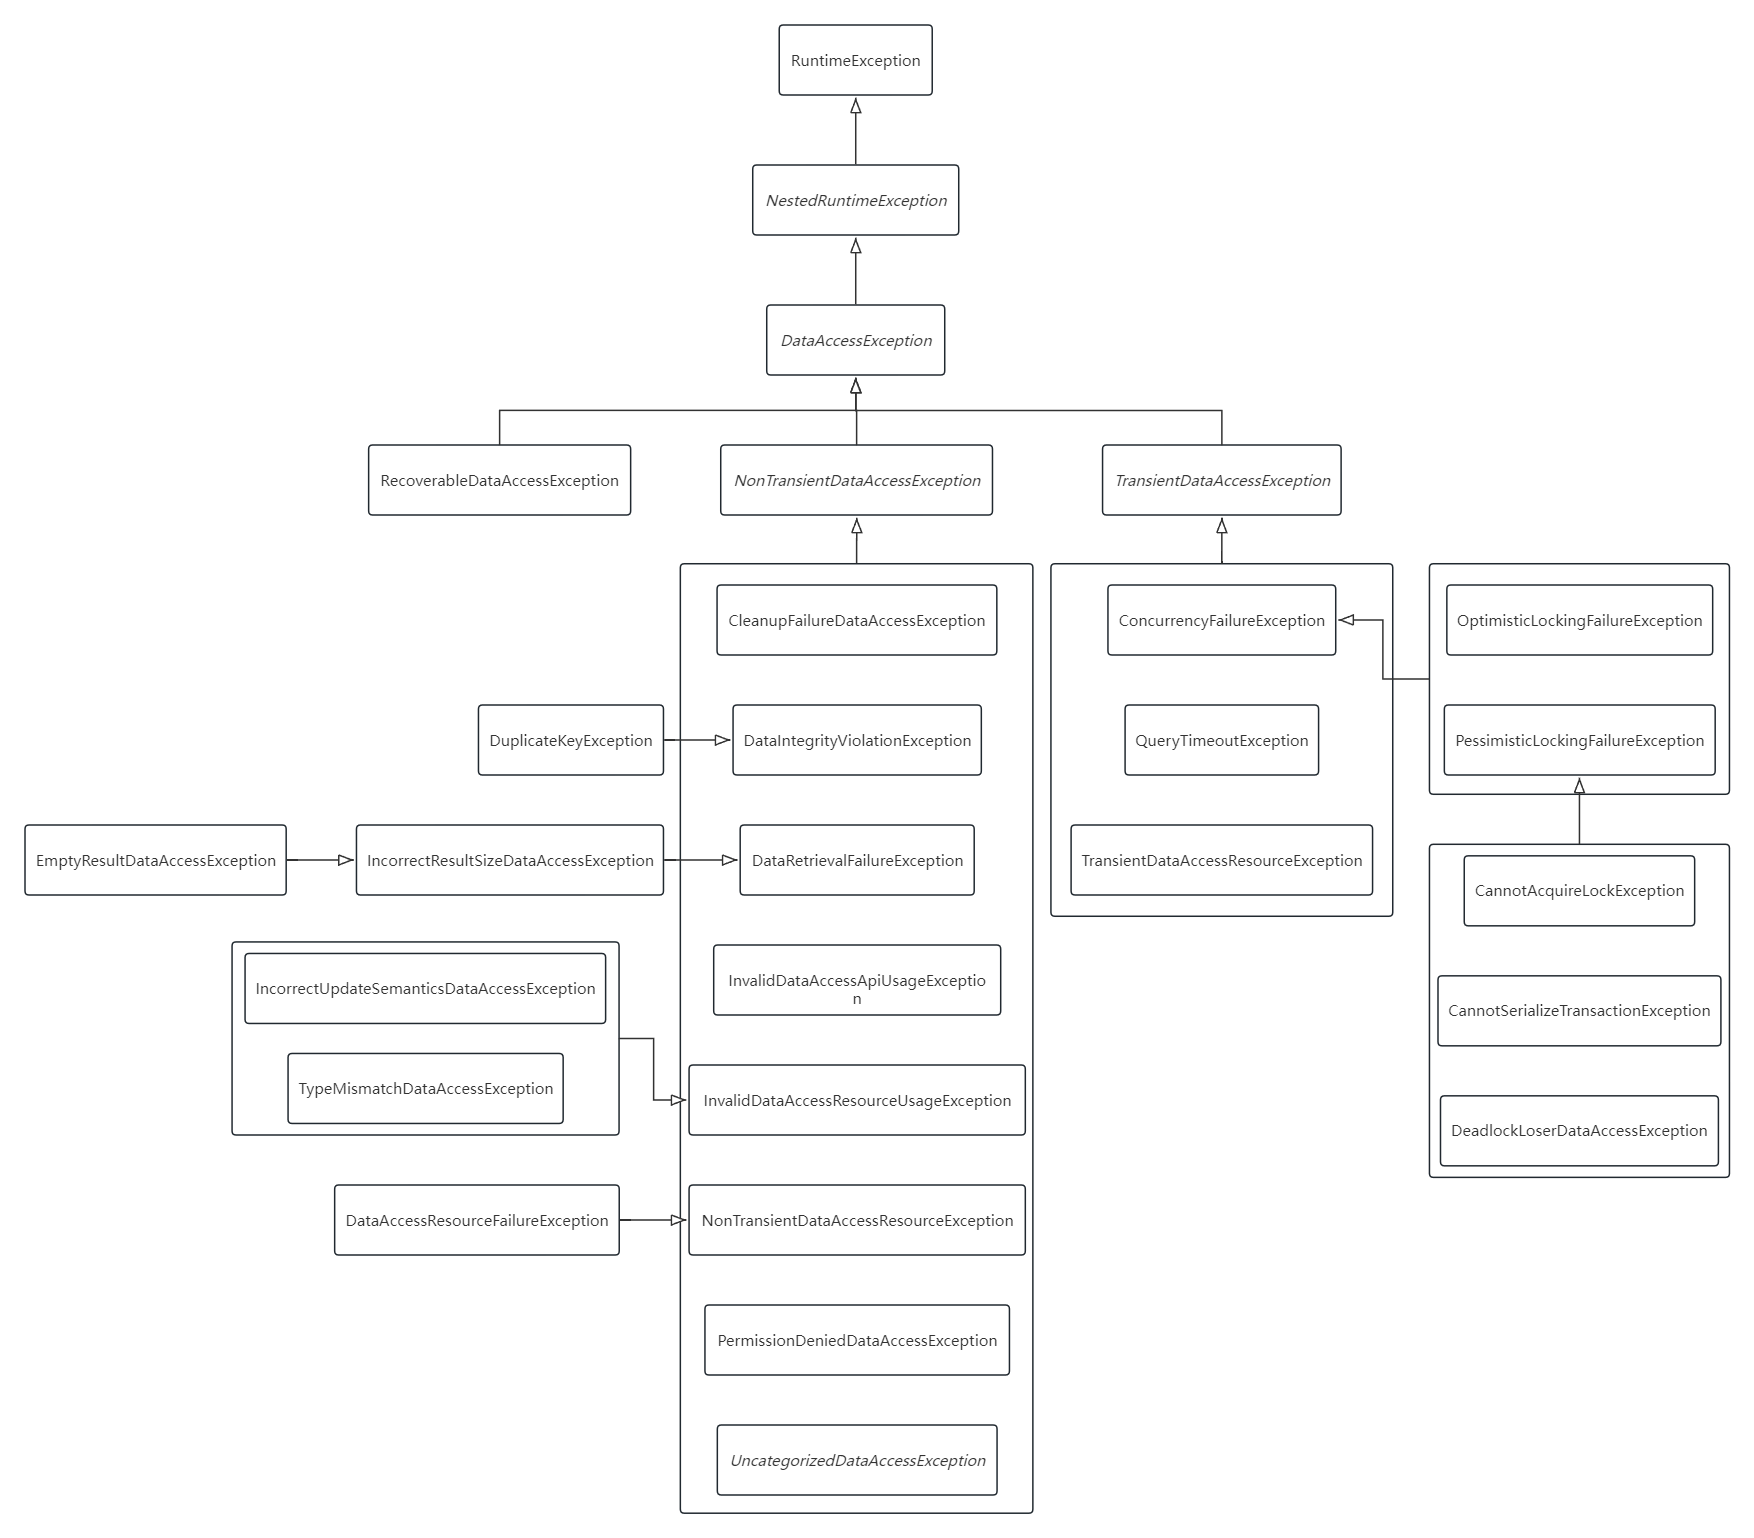 RuntimeException
NestedRuntimeException
DataAccessException
RecoverableDataAccessException
NonTransientDataAccessException
TransientDataAccessException
CleanupFailureDataAccessException
ConcurrencyFailureException
OptimisticLockingFailureException
DuplicateKeyException
DataIntegrityViolationException
QueryTimeoutException
PessimisticLockingFailureException
EmptyResultDataAccessException
IncorrectResultSizeDataAccessException
DataRetrievalFailureException
TransientDataAccessResourceException
CannotAcquireLockException
IncorrectUpdateSemanticsDataAccessException
InvalidDataAccessApiUsageExceptio
n
CannotSerializeTransactionException
TypeMismatchDataAccessException
InvalidDataAccessResourceUsageException
DeadlockLoserDataAccessException
DataAccessResourceFailureException
NonTransientDataAccessResourceException
PermissionDeniedDataAccessException
UncategorizedDataAccessException